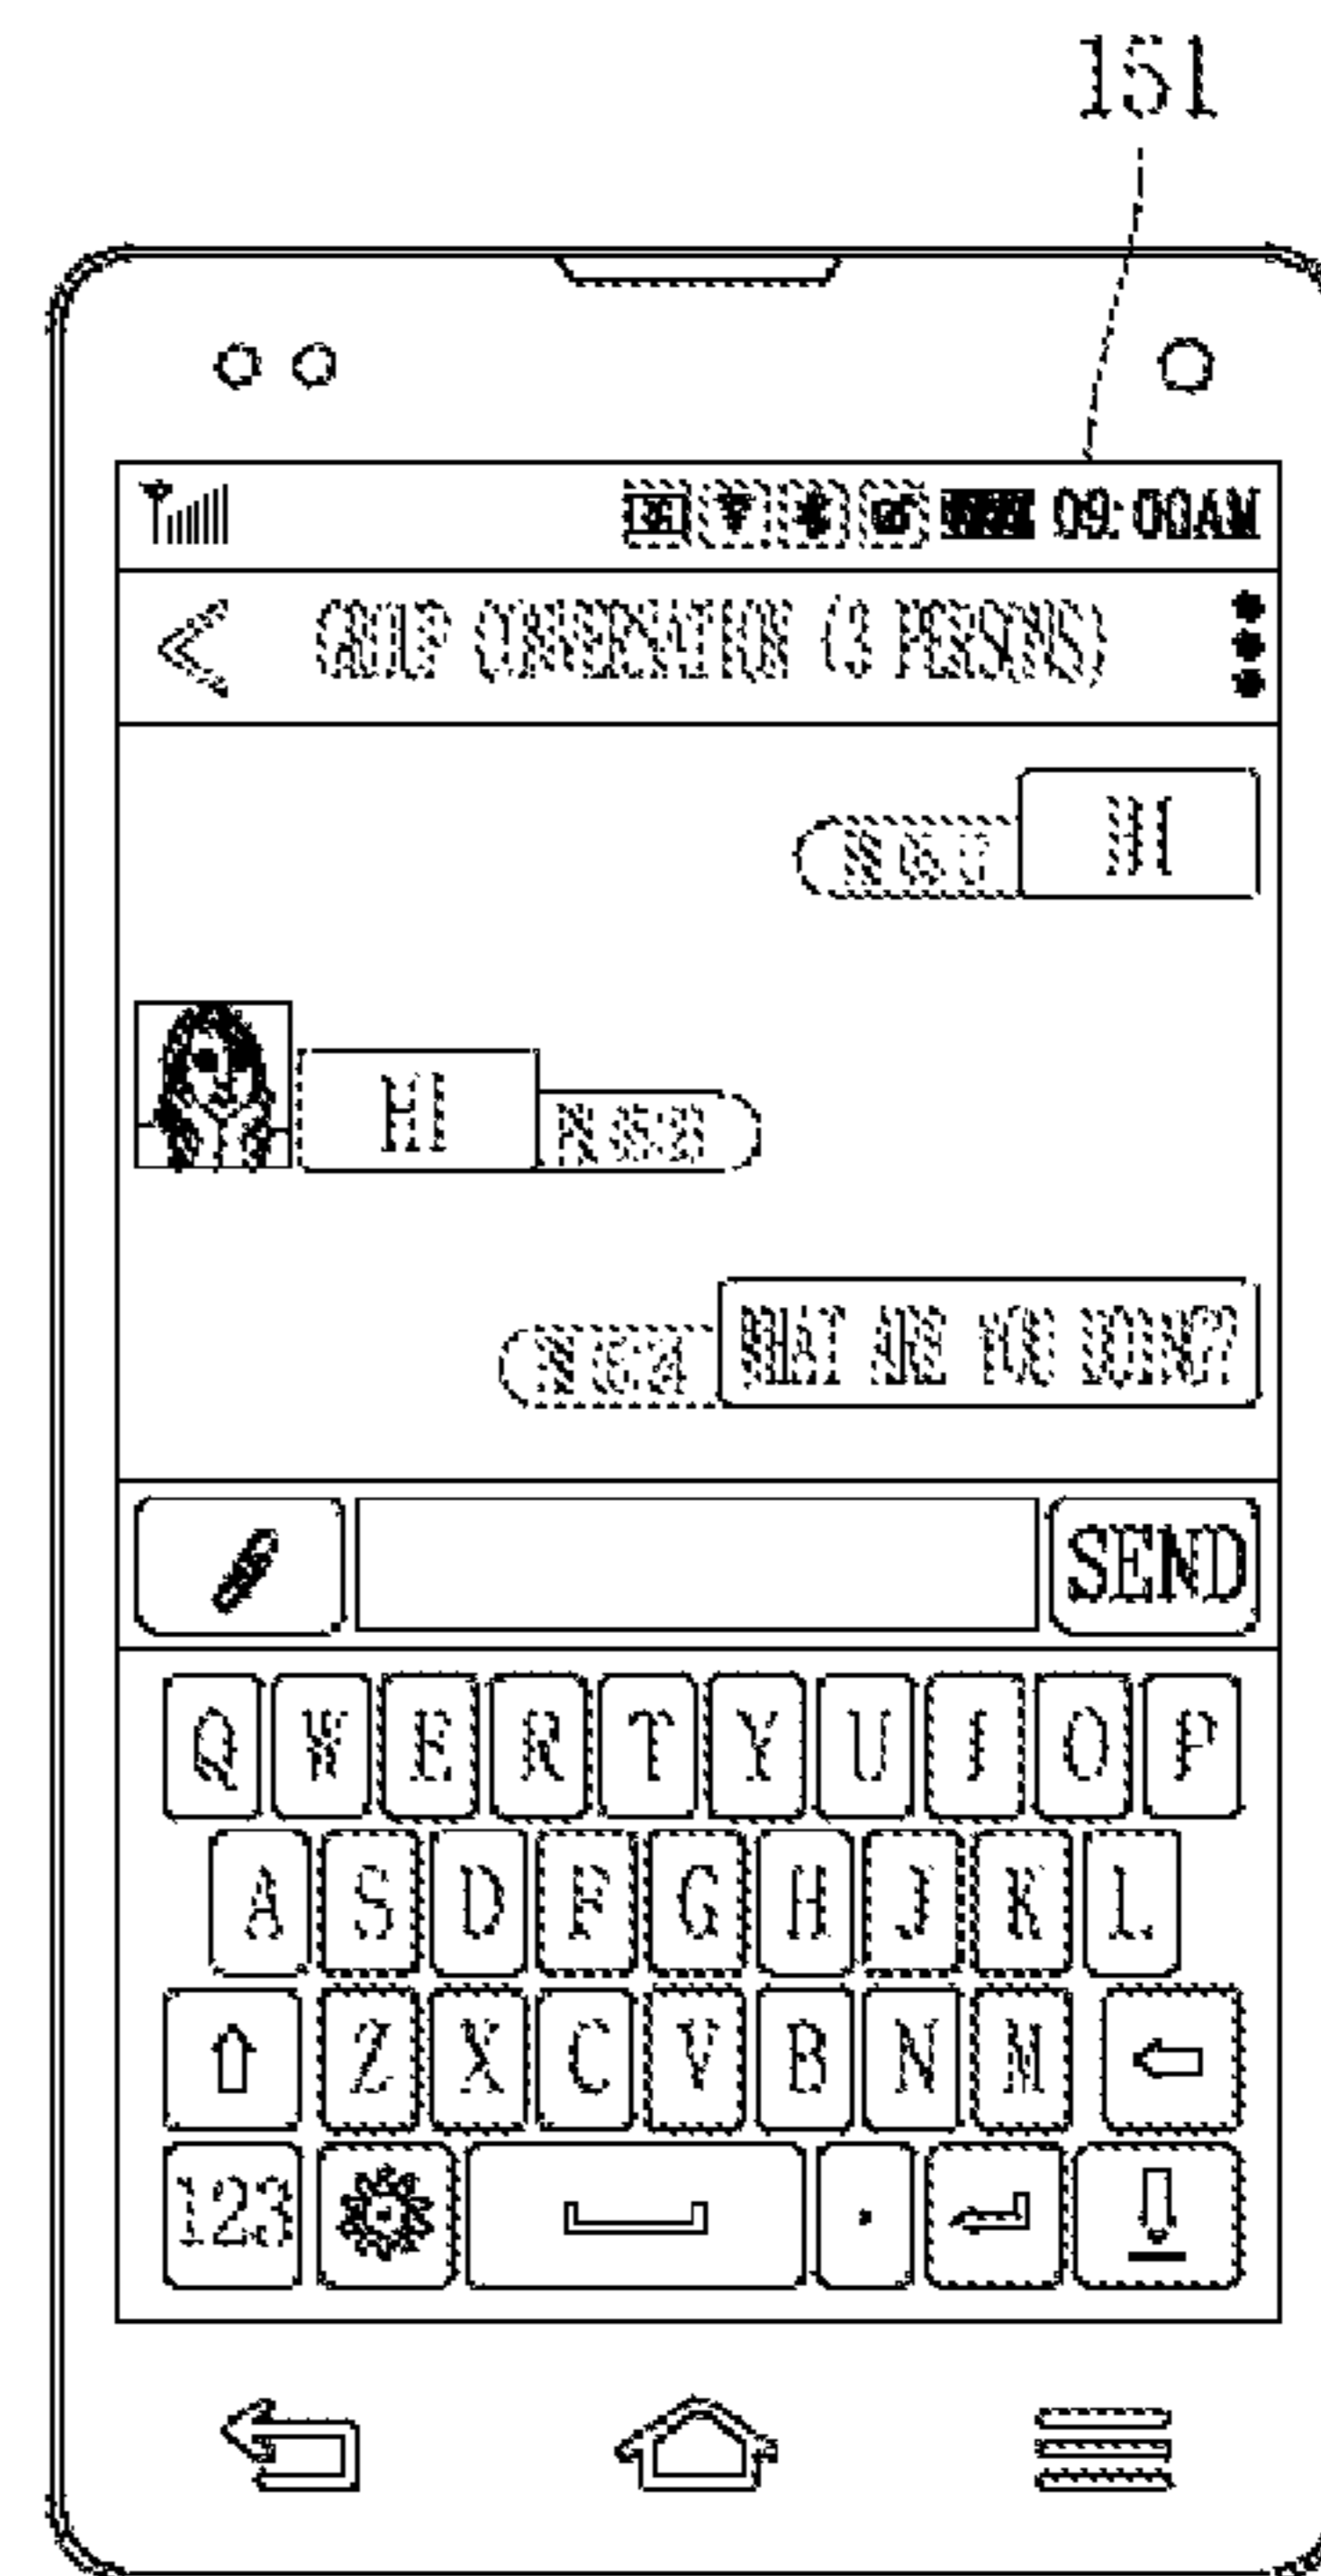 151
09:00AM
GROUP CONVERSATION (3 PERSONS)
HI
HI
WHAT ARE YOU DOING?
SEND
Q W E R T Y U I O P
A S D F G H J K L
Z X C V B N M
123 .